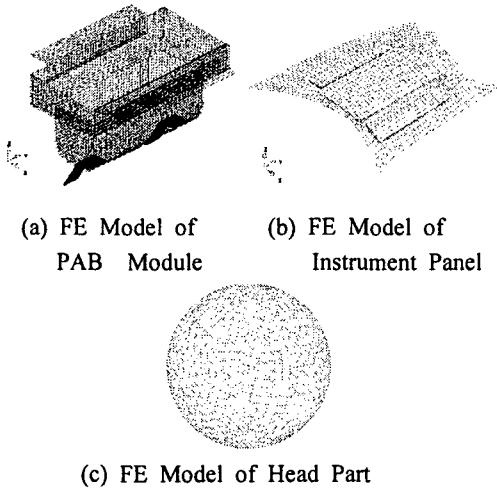 (a) FE Model of
PAB Module
(b) FE Model of
Instrument Panel
(c) FE Model of Head Part